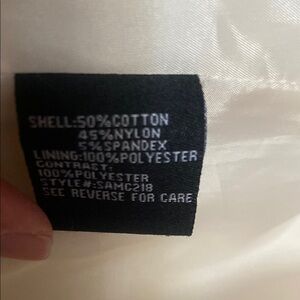 SHELL:50%COTTON
45%NYLON
5%SPANDEX
LINING:100%POLYESTER
CONTRAST:
100%POLYESTER
STYLE#:SAMC218
SEE REVERSE FOR CARE